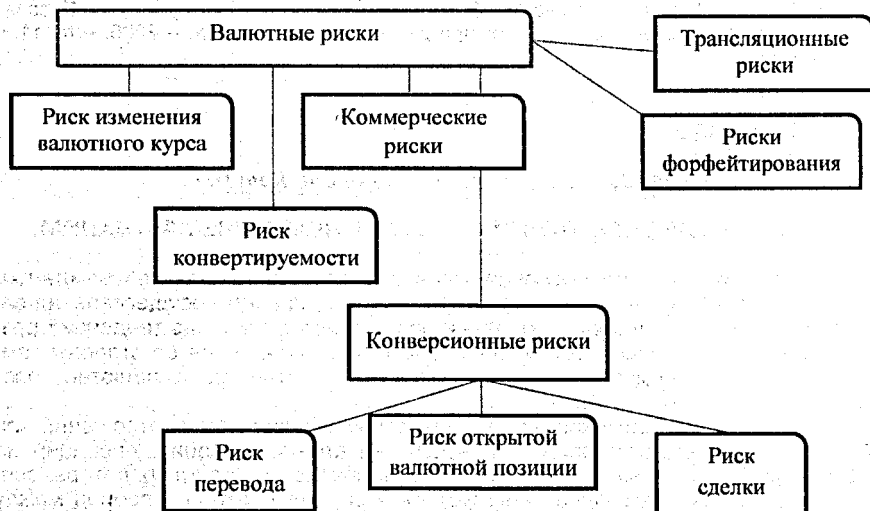 Валютные риски
Трансляционные
риски
Риск изменения
валютного курса
Коммерческие
риски
Риски
форфейтирования
Риск
конвертируемости
Конверсионные риски
Риск
перевода
Риск открытой
валютной позиции
Риск
сделки